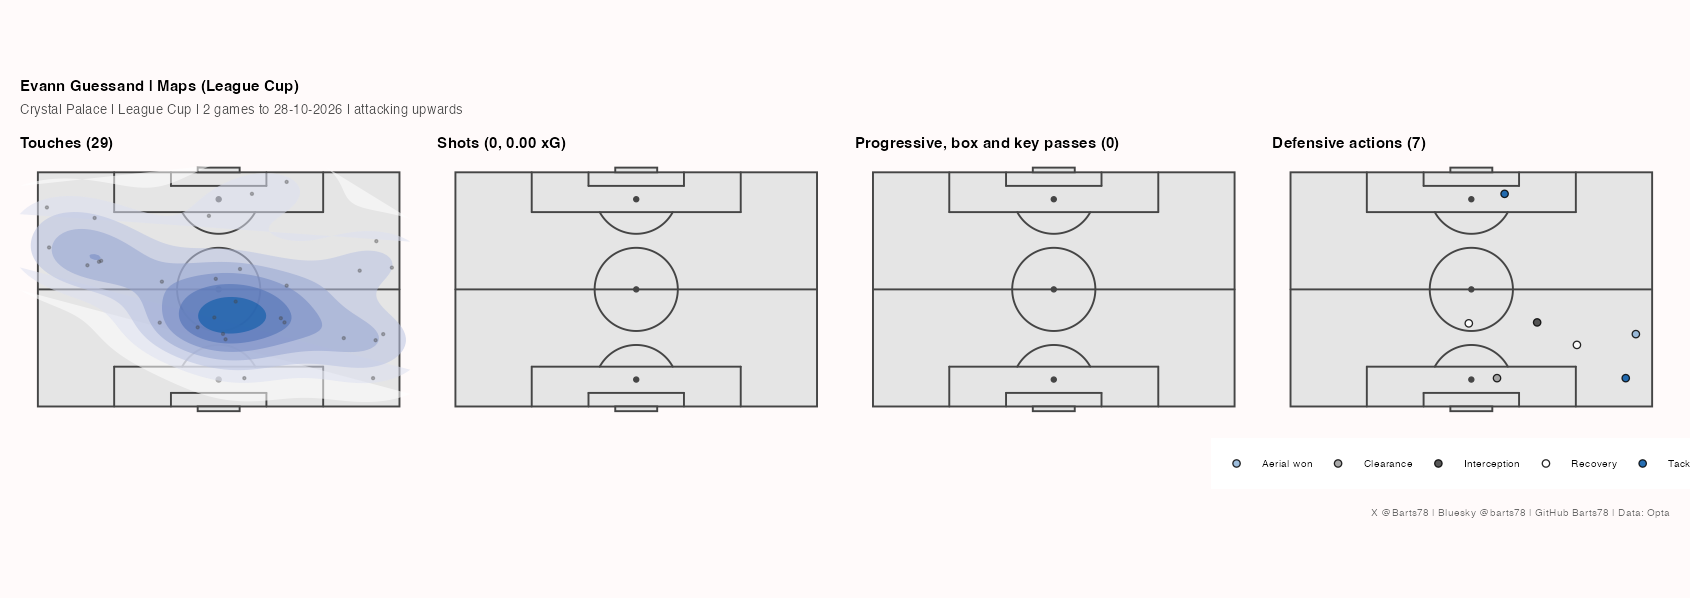 Evann Guessand | Maps (League Cup)
Crystal Palace | League Cup | 2 games to 28-10-2026 | attacking upwards
Touches (29)
Shots (0, 0.00 xG)
Progressive, box and key passes (0)
Defensive actions (7)
Aerial won
Clearance
Interception
Recovery
Tack
X @Barts78 | Bluesky @barts78 | GitHub Barts78 | Data: Opta